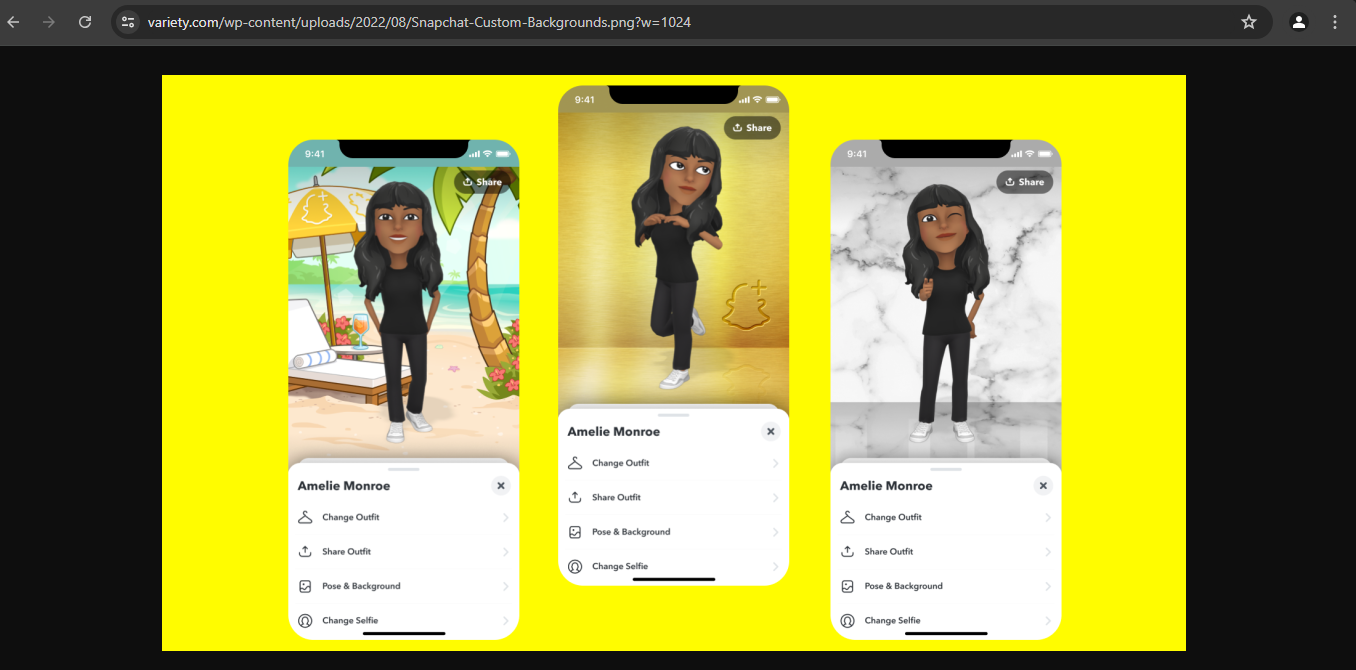 variety.com/wp-content/uploads/2022/08/Snapchat-Custom-Backgrounds.png?w=1024
9:41
Share
Amelie Monroe
Change Outfit
Share Outfit
Pose & Background
Change Selfie
9:41
Share
Amelie Monroe
Change Outfit
Share Outfit
Pose & Background
Change Selfie
9:41
Share
Amelie Monroe
Change Outfit
Share Outfit
Pose & Background
Change Selfie